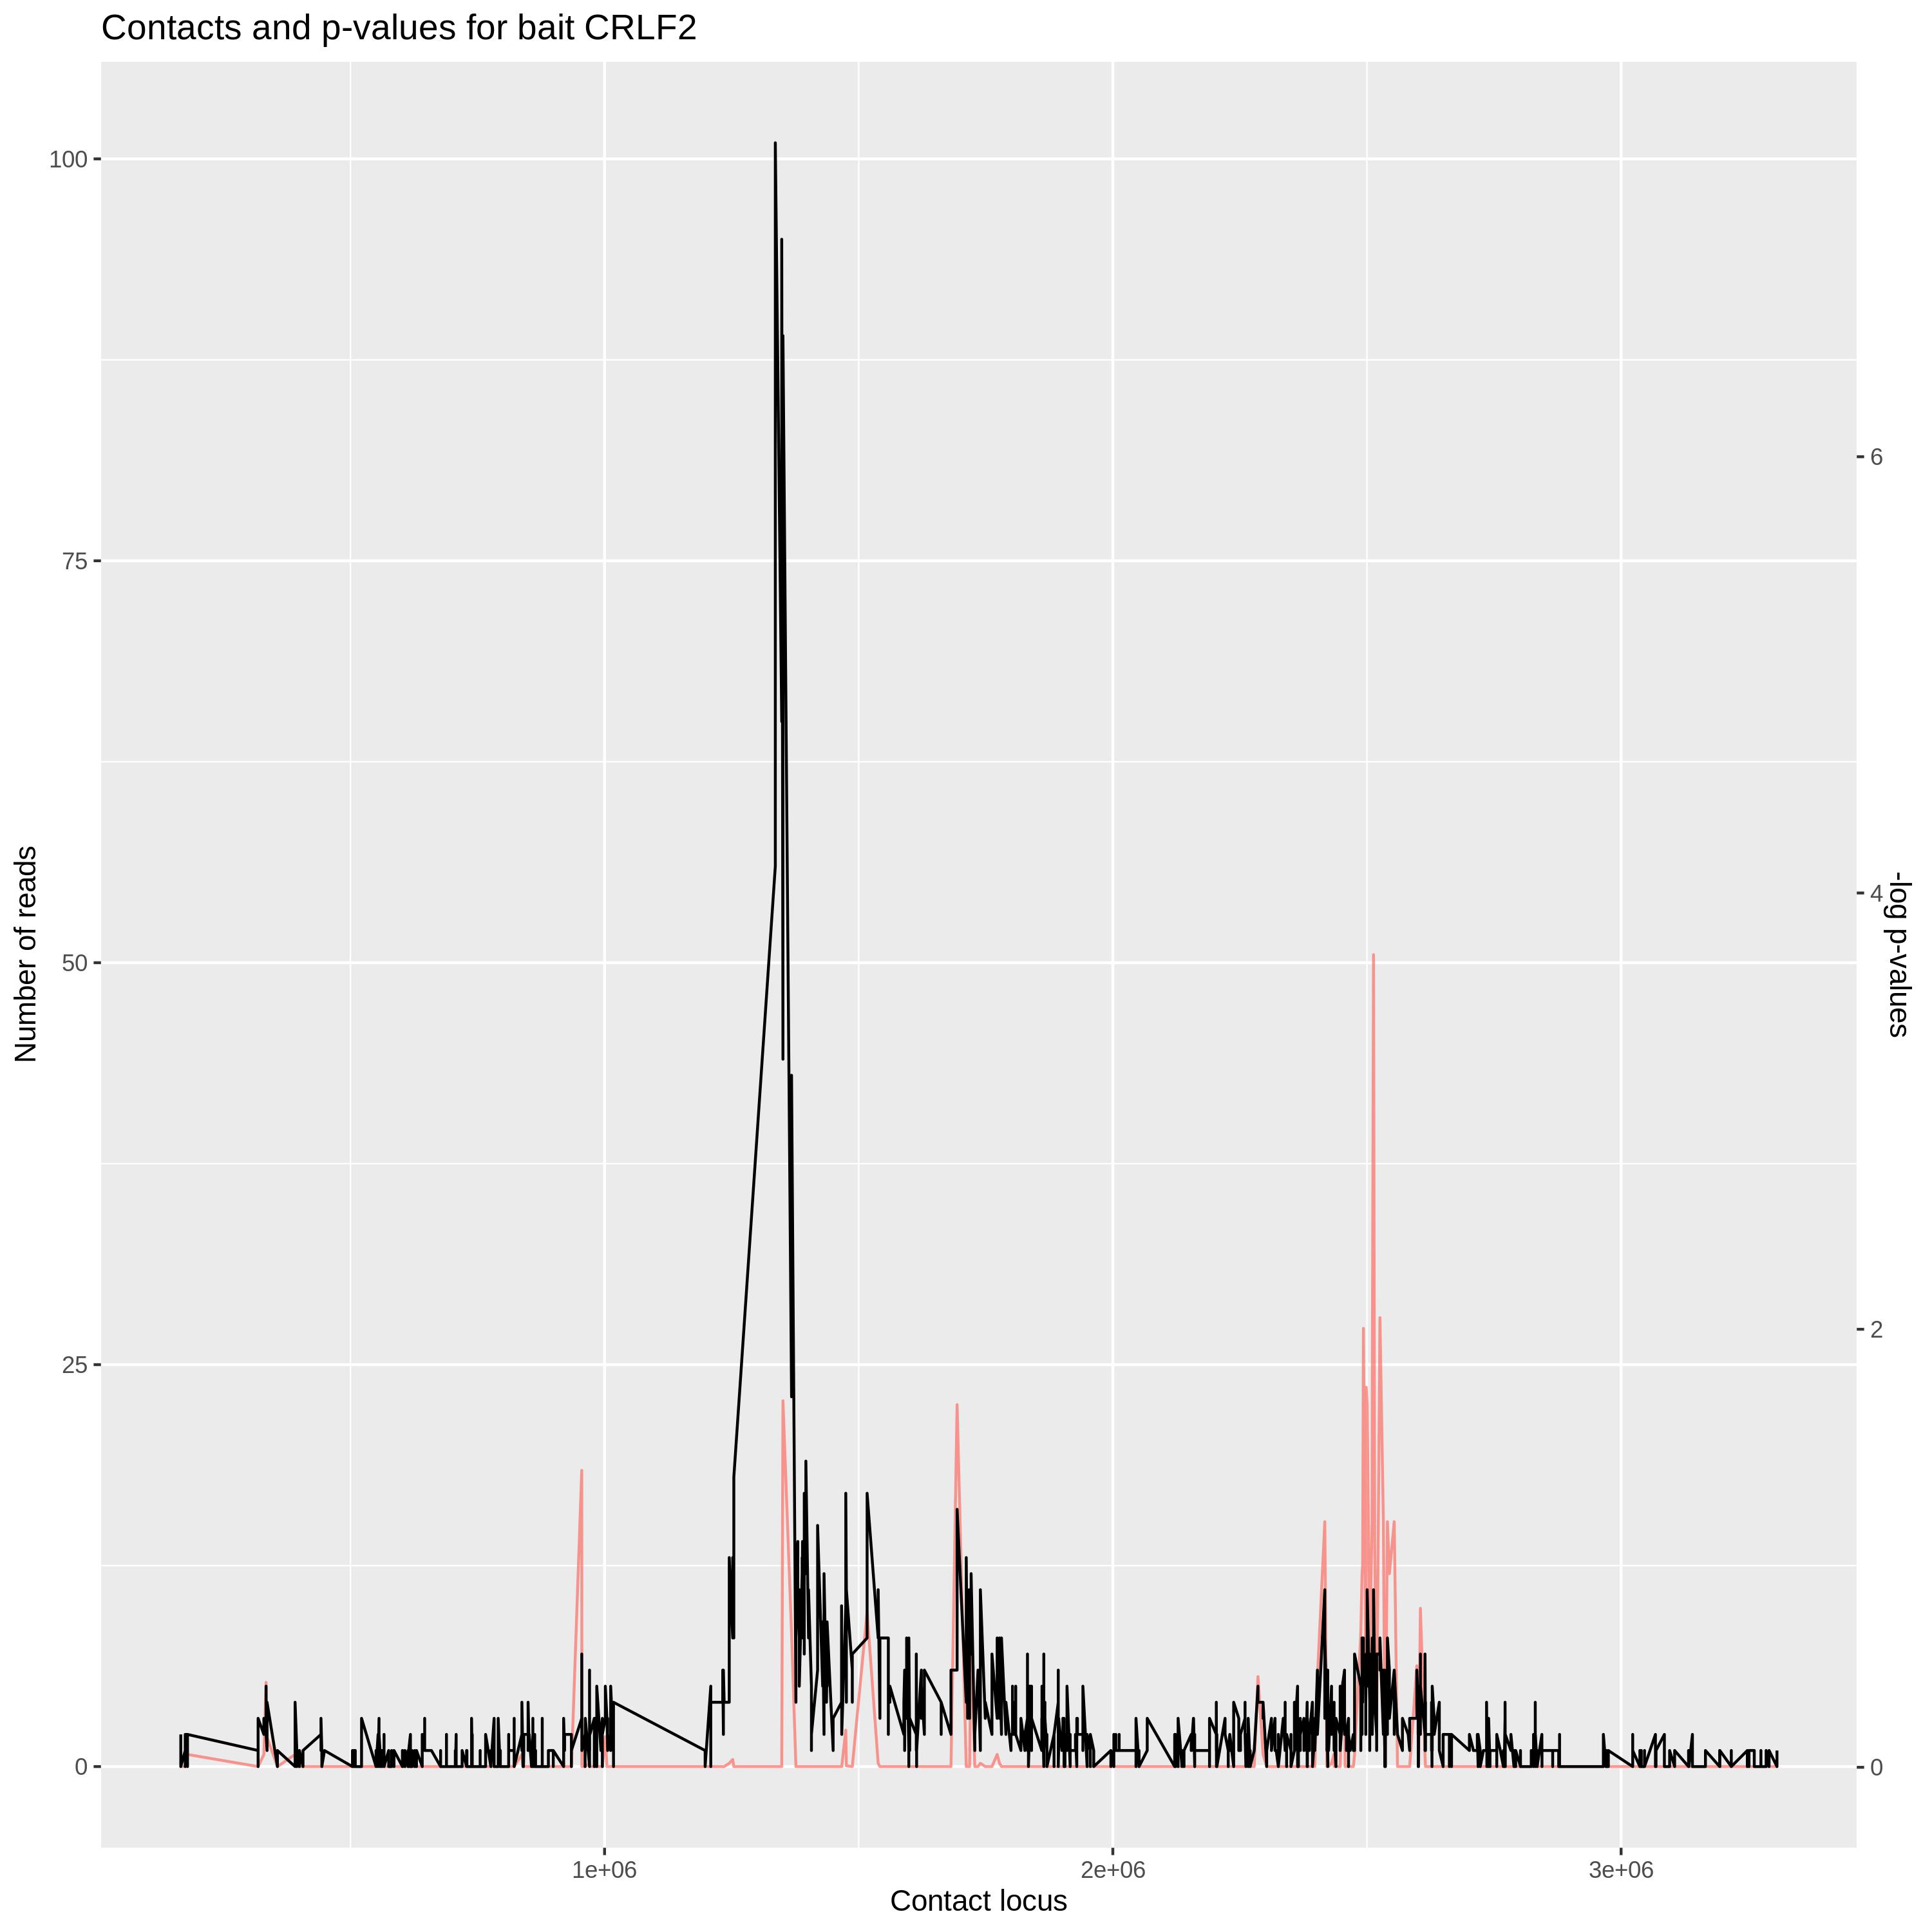 Contacts and p-values for bait CRLF2
100
75
50
25
0
Number of reads
6
4
2
0
-log p-values
1e+06
2e+06
3e+06
Contact locus